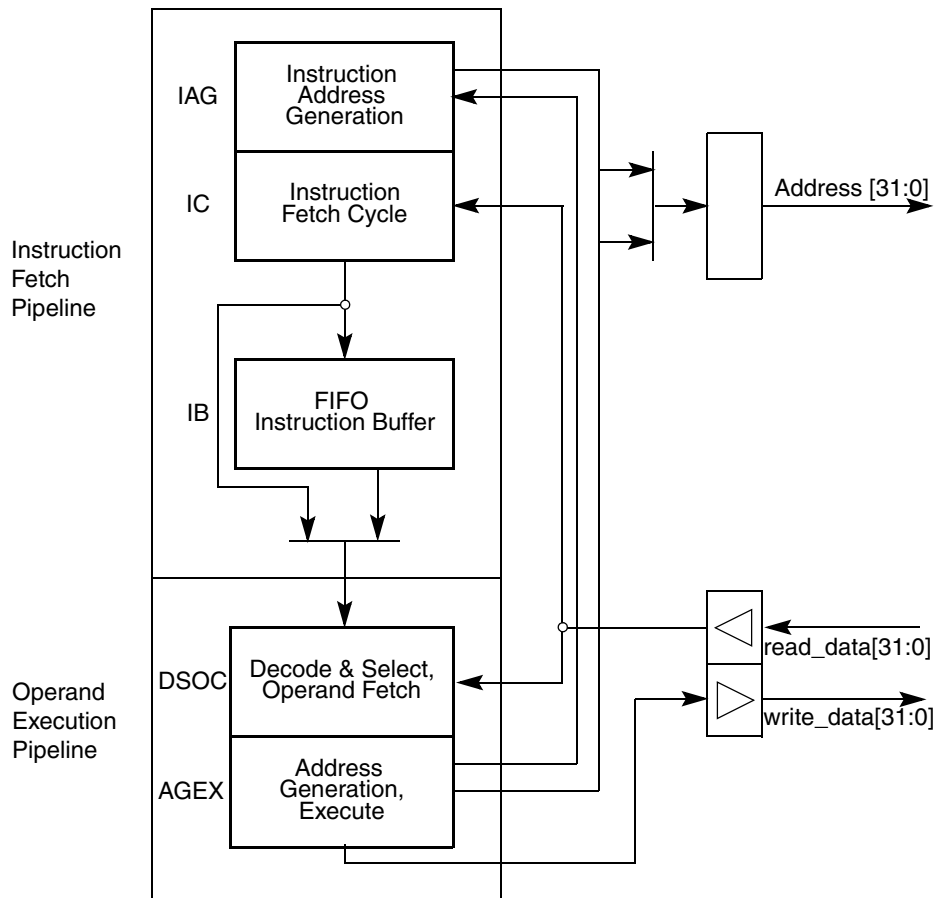 IAG
Instruction
Address
Generation
IC
Instruction
Fetch Cycle
Address [31:0]
Instruction
Fetch
Pipeline
IB
FIFO
Instruction Buffer
DSOC
Decode & Select,
Operand Fetch
read_data[31:0]
write_data[31:0]
Operand
Execution
Pipeline
AGEX
Address
Generation,
Execute